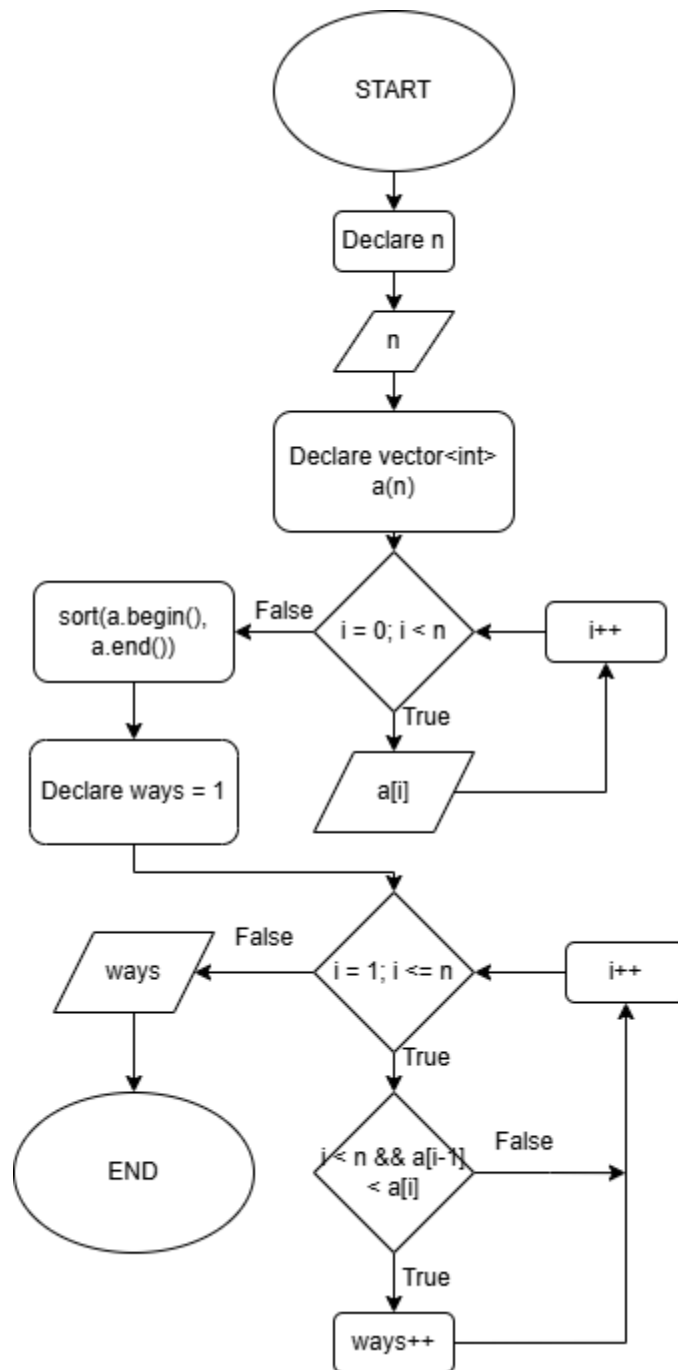 START
Declare n
n
Declare vector<int>
a(n)
i = 0; i < n
False
True
i++
a[i]
sort(a.begin(),
a.end())
Declare ways = 1
i = 1; i <= n
False
True
i++
ways
END
i < n && a[i-1]
< a[i]
False
True
ways++